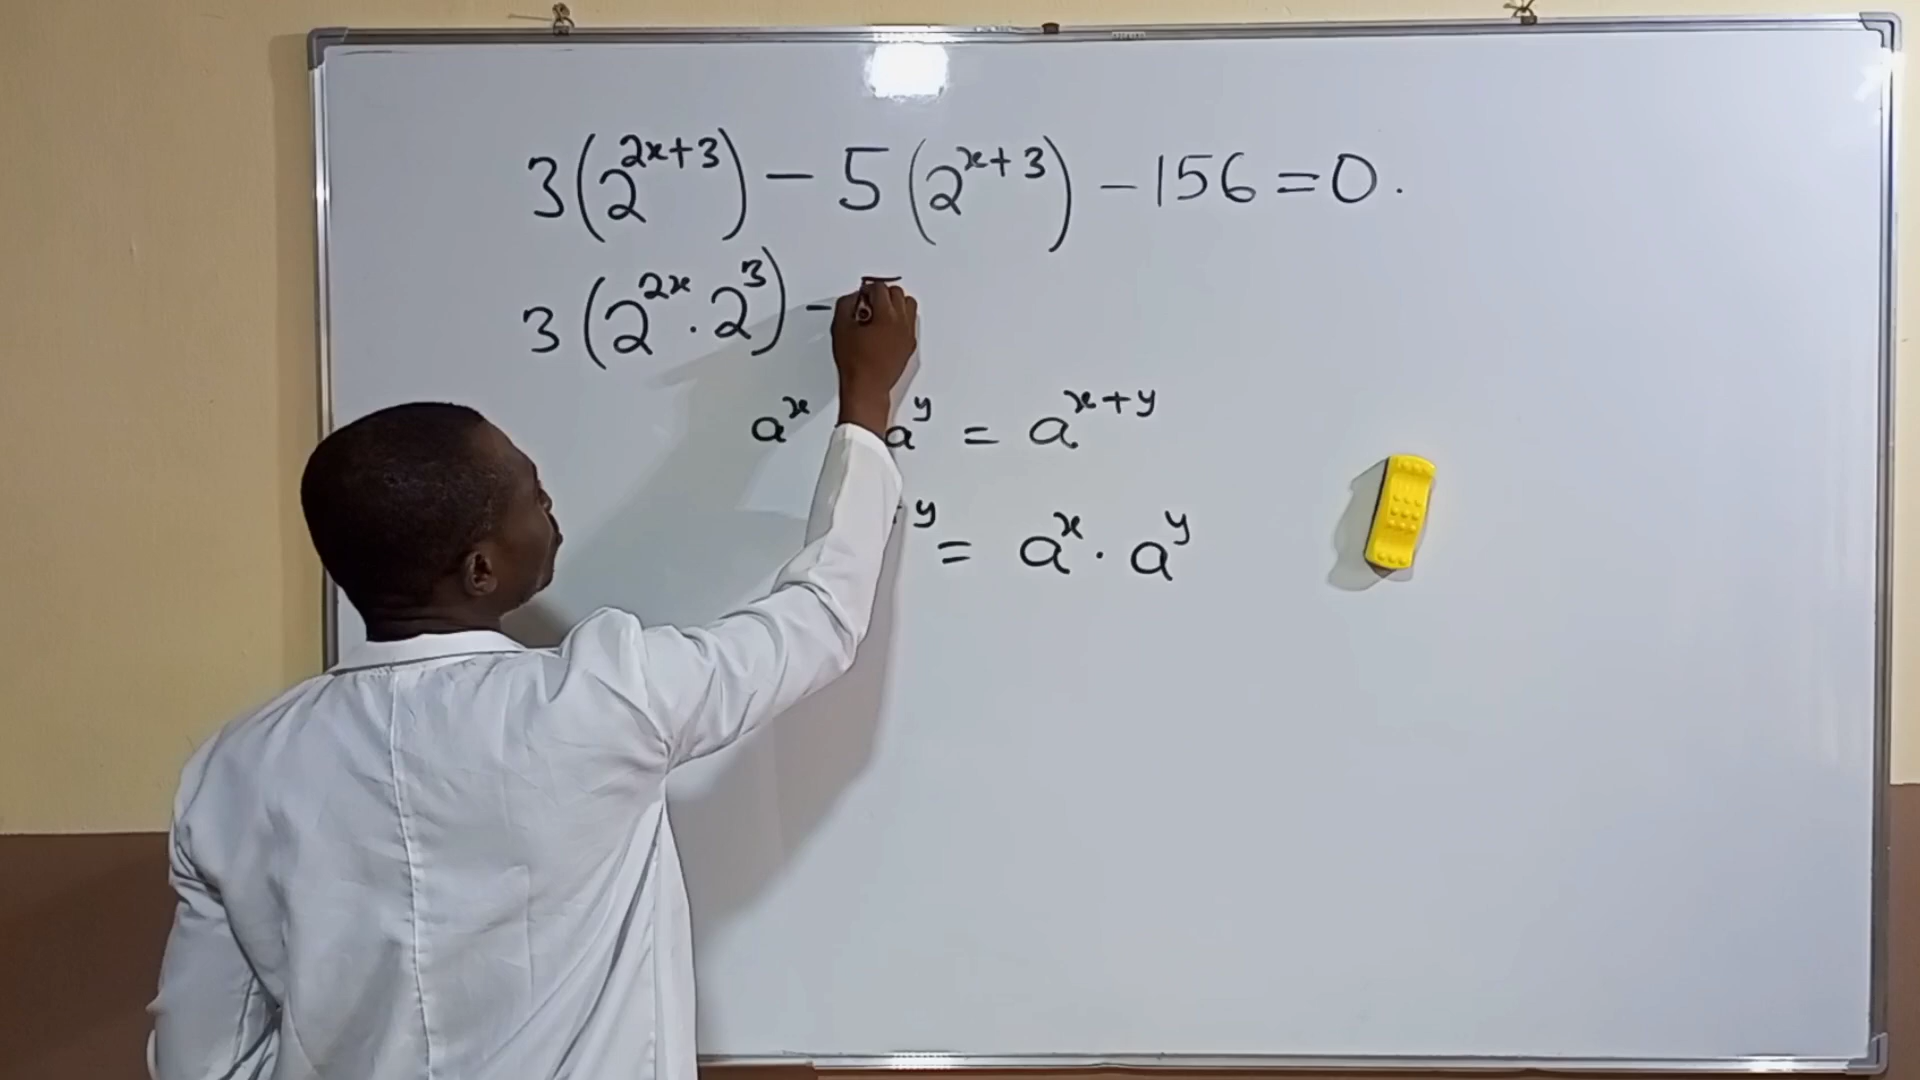 3(2^{2x+3}) - 5(2^{x+3}) - 156 = 0.
3(2^{2x} · 2^3) -
a^x a^y = a^{x+y}
y = a^x · a^y